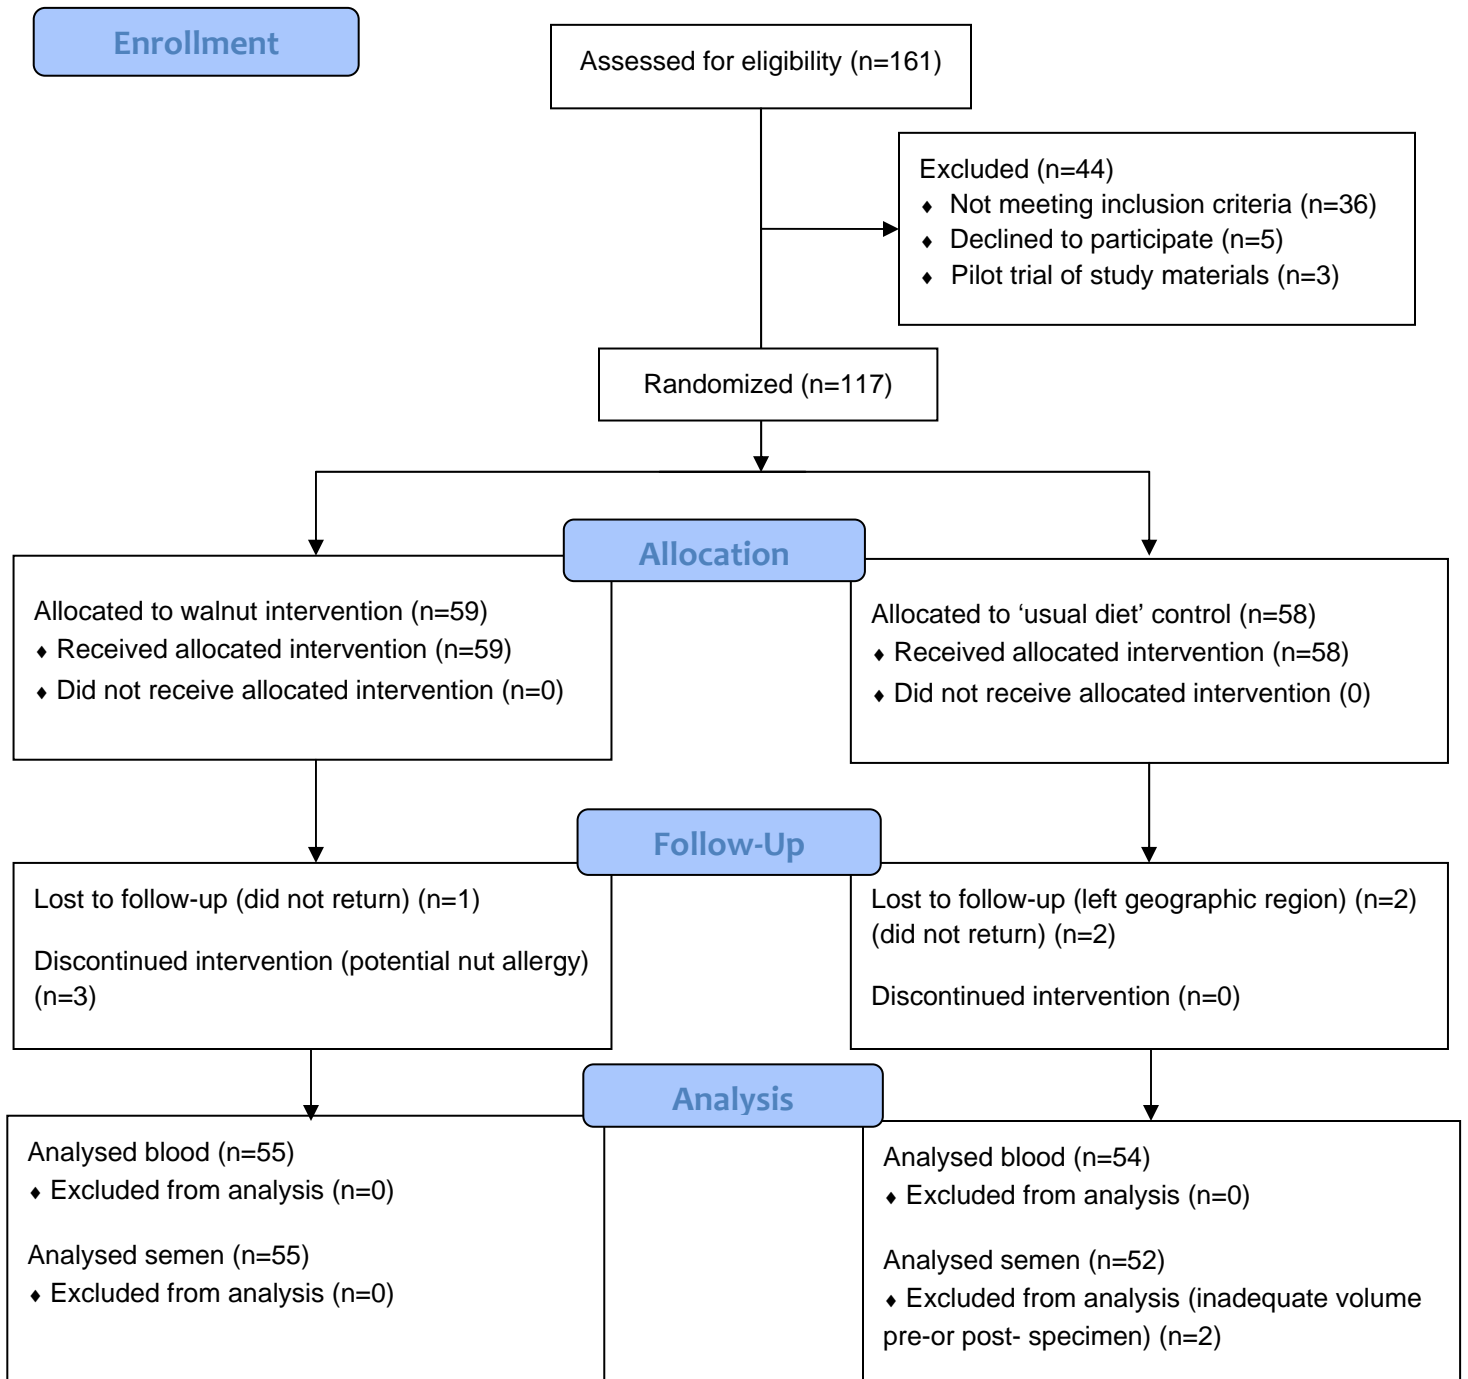 Enrollment
Assessed for eligibility (n=161)
Excluded (n=44)
♦ Not meeting inclusion criteria (n=36)
♦ Declined to participate (n=5)
♦ Pilot trial of study materials (n=3)
Randomized (n=117)
Allocation
Allocated to walnut intervention (n=59)
♦ Received allocated intervention (n=59)
♦ Did not receive allocated intervention (n=0)
Allocated to ‘usual diet’ control (n=58)
♦ Received allocated intervention (n=58)
♦ Did not receive allocated intervention (0)
Follow-Up
Lost to follow-up (did not return) (n=1)
Discontinued intervention (potential nut allergy)
(n=3)
Lost to follow-up (left geographic region) (n=2)
(did not return) (n=2)
Discontinued intervention (n=0)
Analysis
Analysed blood (n=55)
♦ Excluded from analysis (n=0)
Analysed semen (n=55)
♦ Excluded from analysis (n=0)
Analysed blood (n=54)
♦ Excluded from analysis (n=0)
Analysed semen (n=52)
♦ Excluded from analysis (inadequate volume
pre-or post- specimen) (n=2)